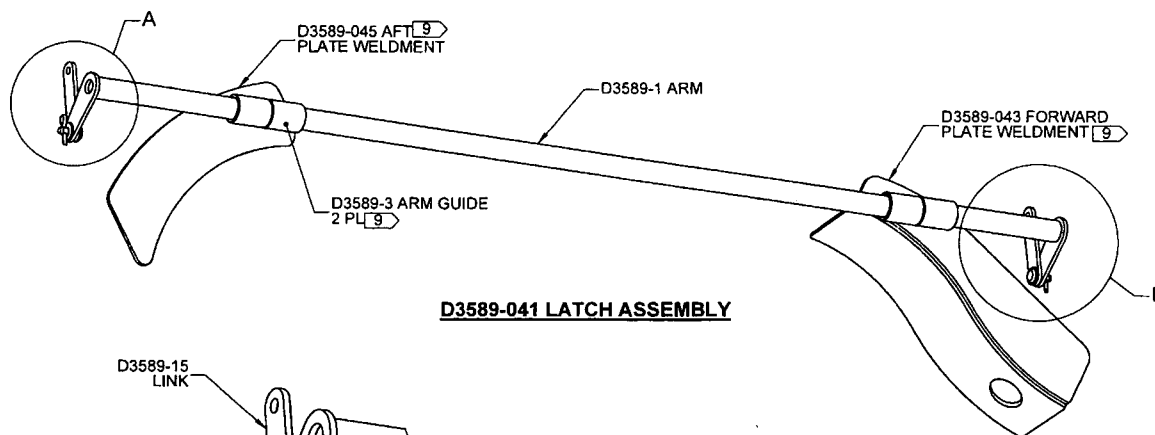 A
D3589-045 AFT 9
PLATE WELDMENT
D3589-1 ARM
D3589-043 FORWARD
PLATE WELDMENT 9
D3589-3 ARM GUIDE
2 PL 9
D3589-041 LATCH ASSEMBLY
D3589-15
LINK